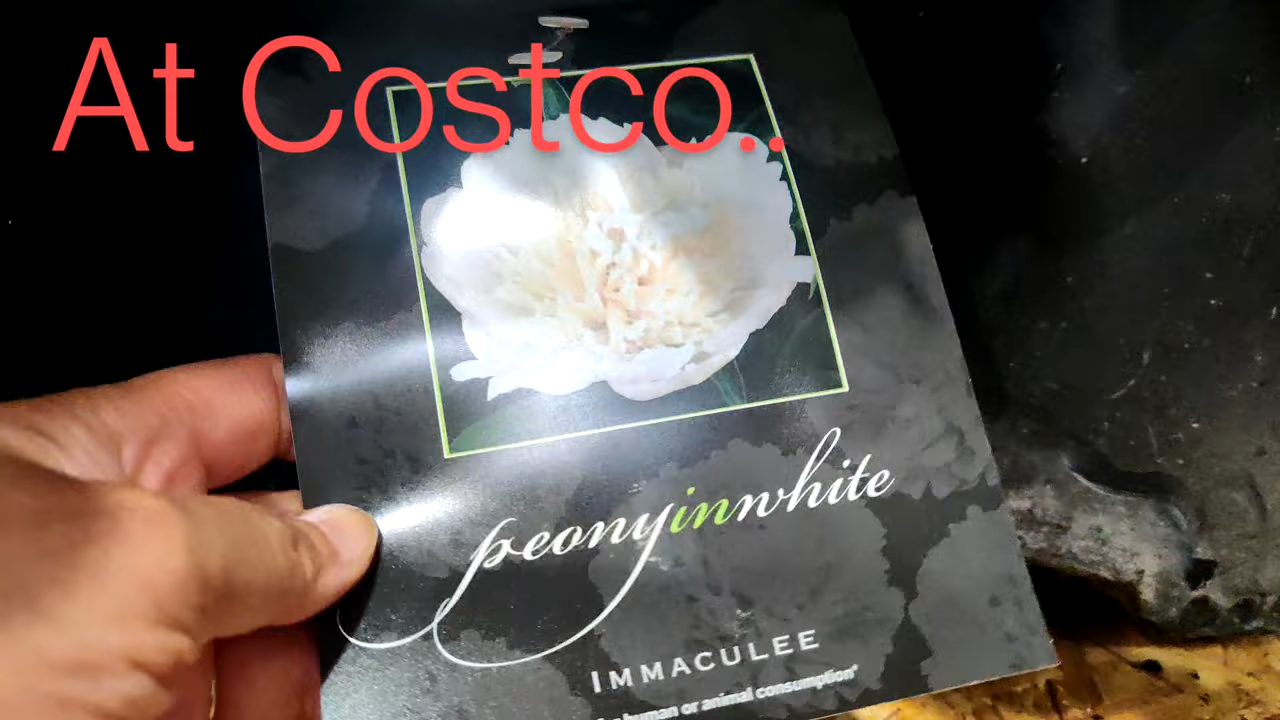 At Costco..
peonyinwhite
IMMACULEE
human or animal consumption*